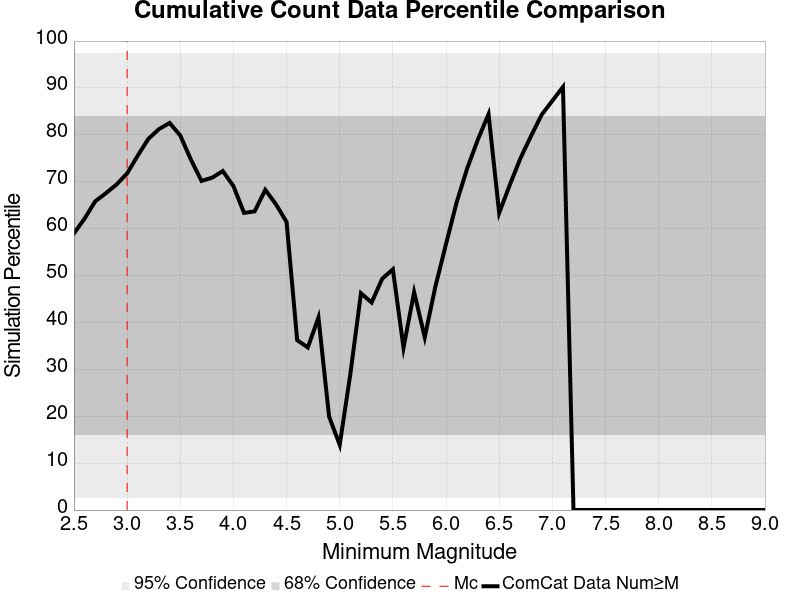 Cumulative Count Data Percentile Comparison
Simulation Percentile
100
90
80
70
60
50
40
30
20
10
0
2.5 3.0 3.5 4.0 4.5 5.0 5.5 6.0 6.5 7.0 7.5 8.0 8.5 9.0
Minimum Magnitude
95% Confidence 68% Confidence Mc ComCat Data Num≥M